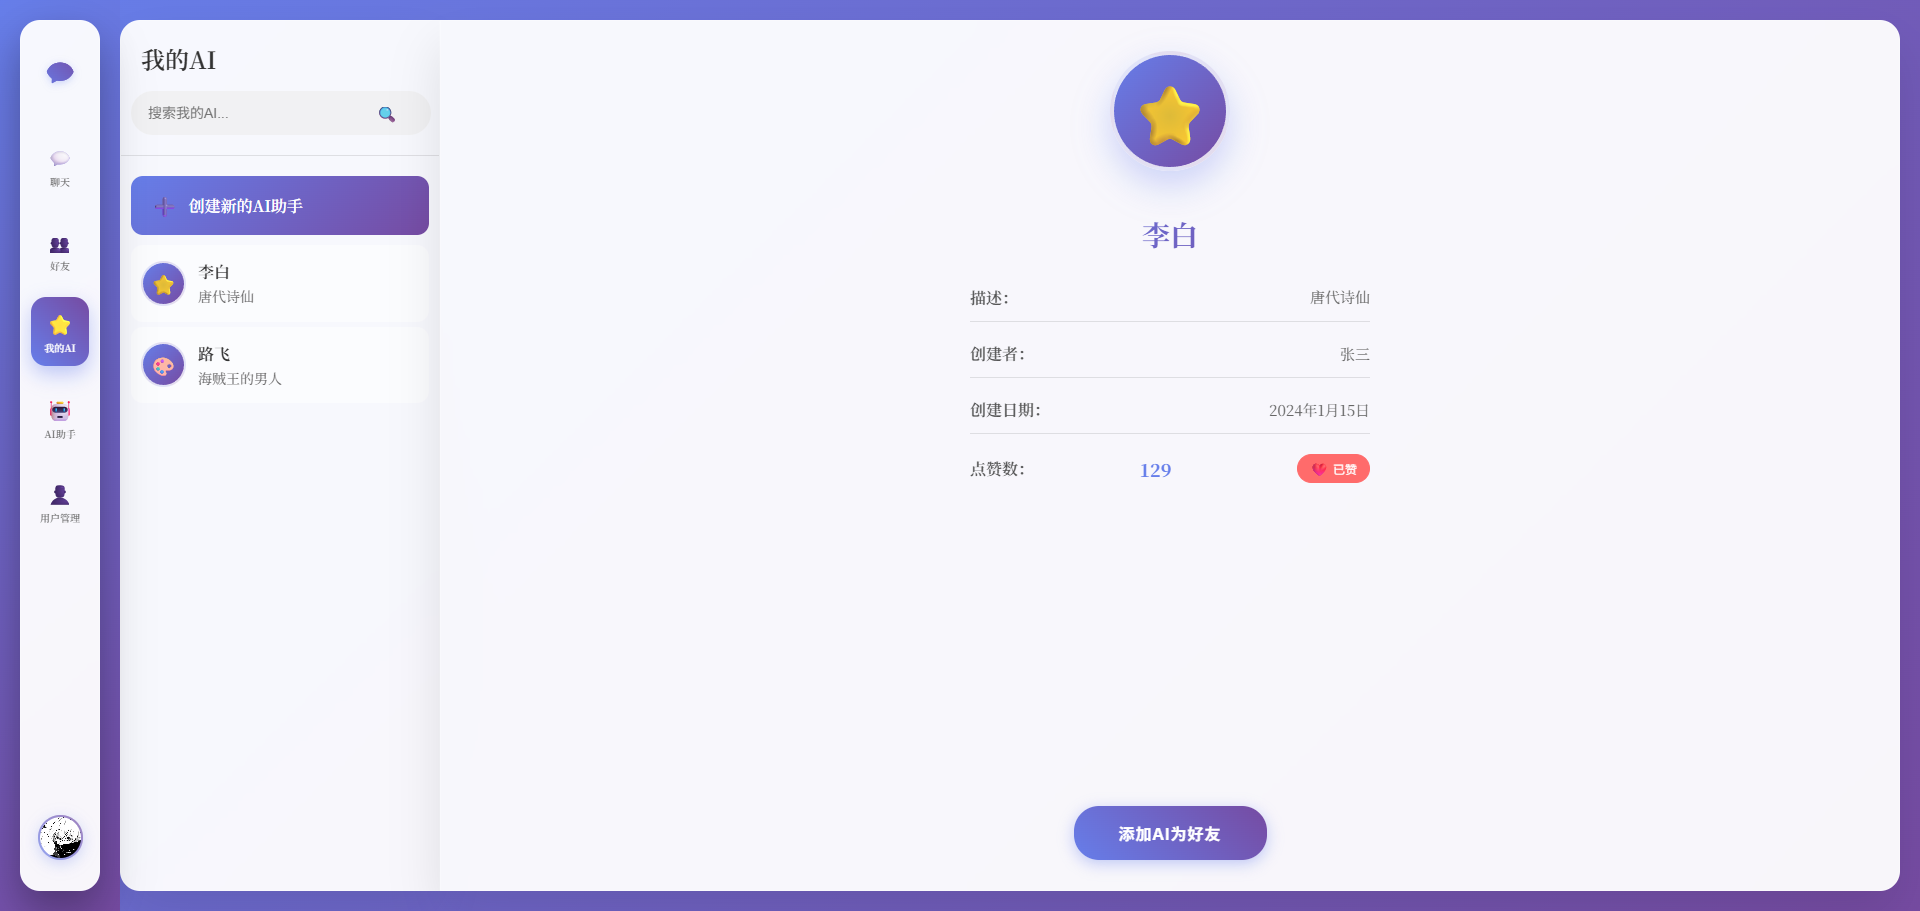 聊天
好友
我的AI
AI助手
用户管理
我的AI
搜索我的AI...
创建新的AI助手
李白
唐代诗仙
路飞
海贼王的男人
李白
描述：
唐代诗仙
创建者：
张三
创建日期：
2024年1月15日
点赞数：
129
已赞
添加AI为好友